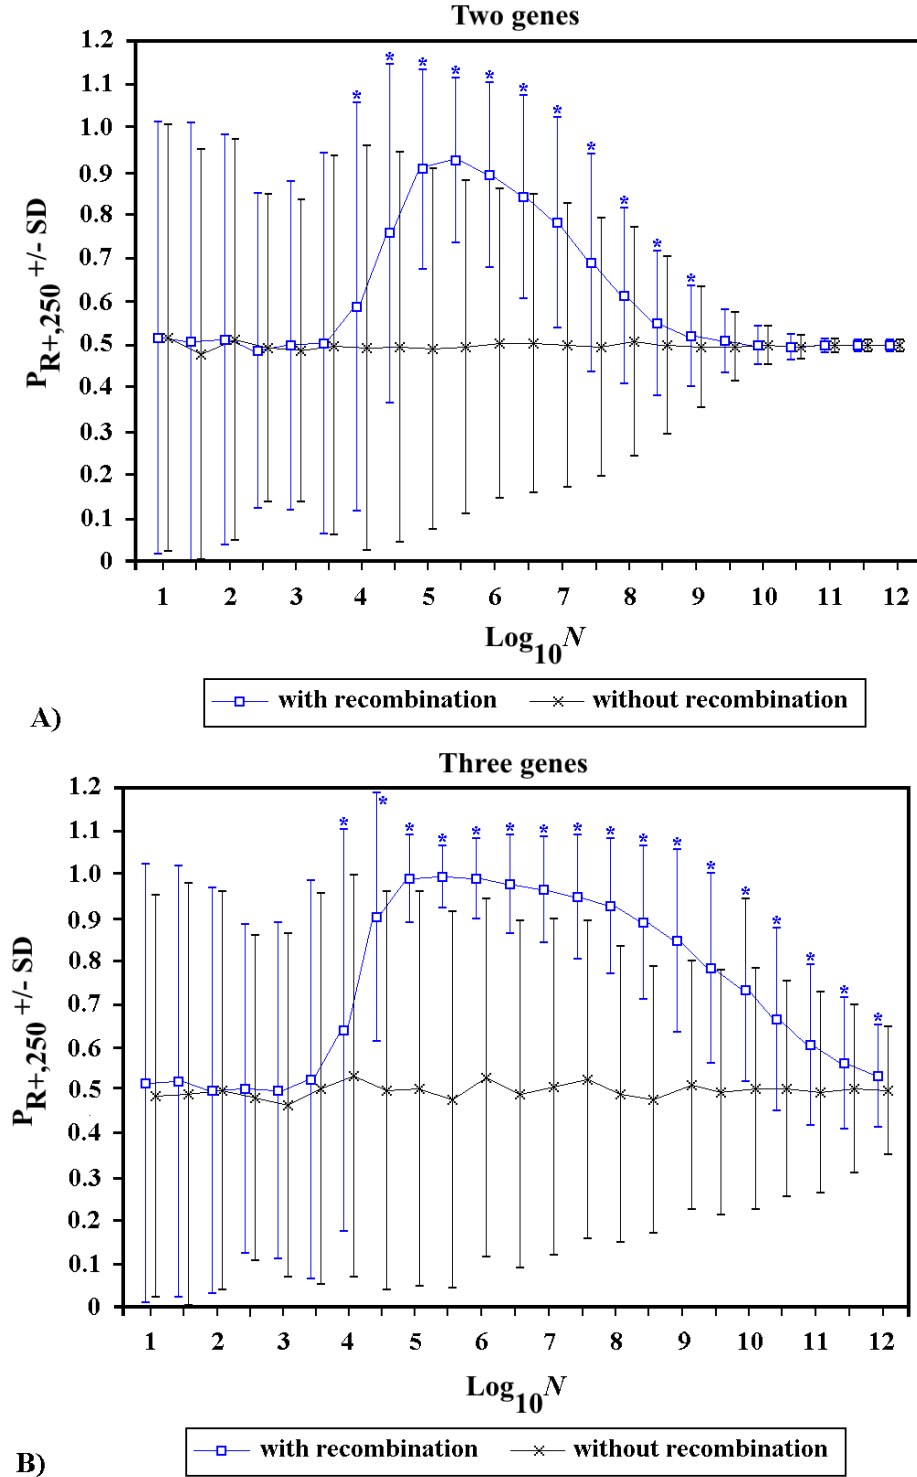 Two genes
1.2
1.1
1.0
0.9
0.8
0.7
0.6
0.5
0.4
0.3
0.2
0.1
0
PR+,250 +/- SD
* * * * * * * * * * *
1 2 3 4 5 6 7 8 9 10 11 12
Log10N
with recombination without recombination
A)
Three genes
1.2
1.1
1.0
0.9
0.8
0.7
0.6
0.5
0.4
0.3
0.2
0.1
0
PR+,250 +/- SD
* * * * * * * * * * * * * * * * *
1 2 3 4 5 6 7 8 9 10 11 12
Log10N
with recombination without recombination
B)